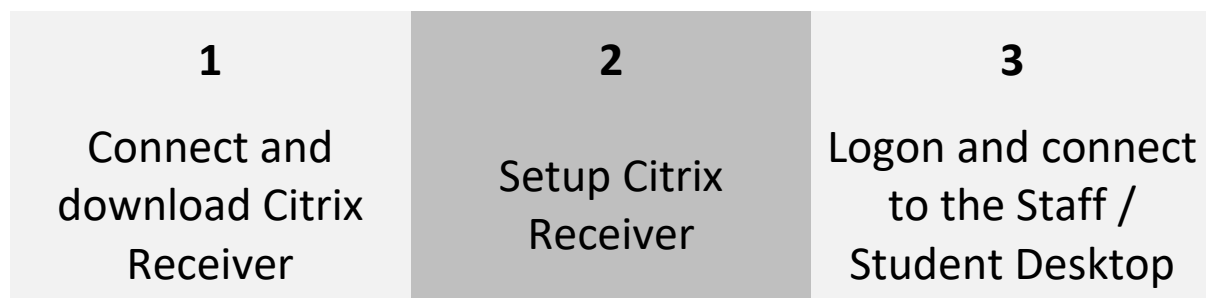 1
Connect and
download Citrix
Receiver
2
Setup Citrix
Receiver
3
Logon and connect
to the Staff /
Student Desktop